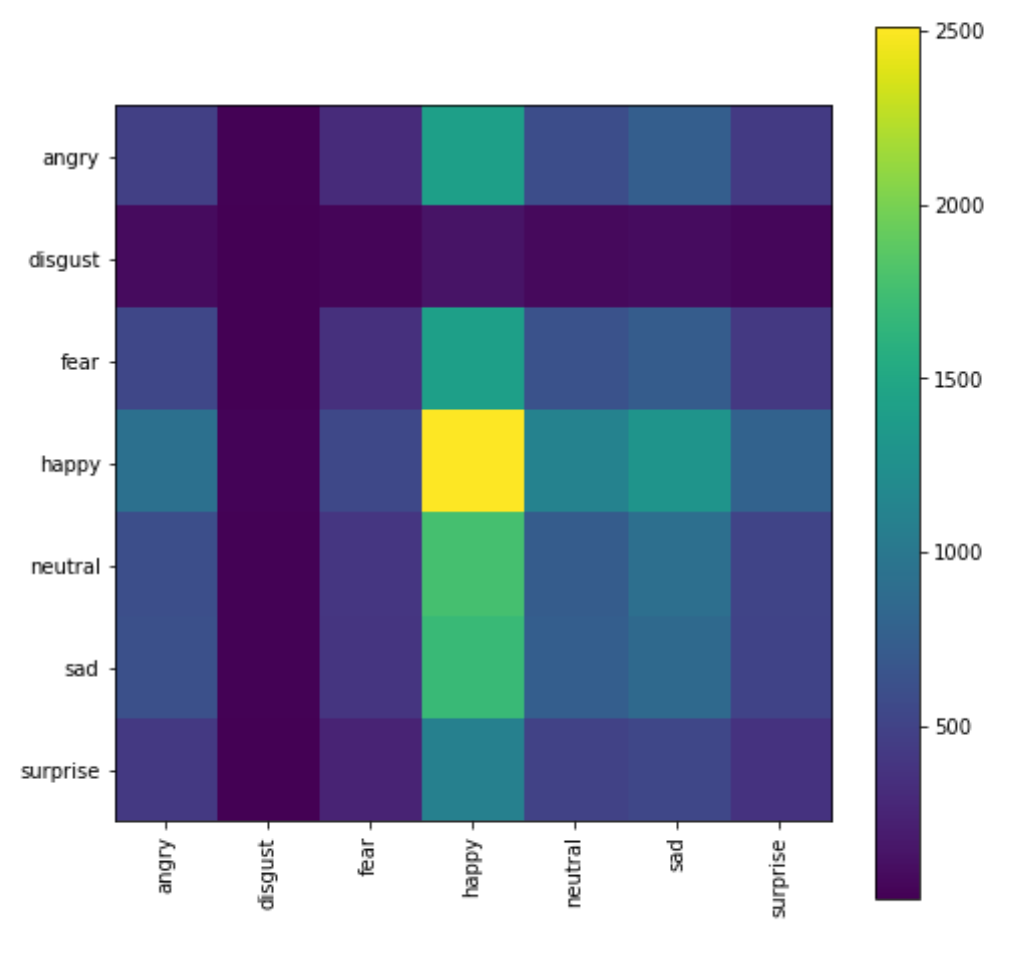 2500
2000
1500
1000
500
angry
disgust
fear
happy
neutral
sad
surprise
angry
disgust
fear
happy
neutral
sad
surprise